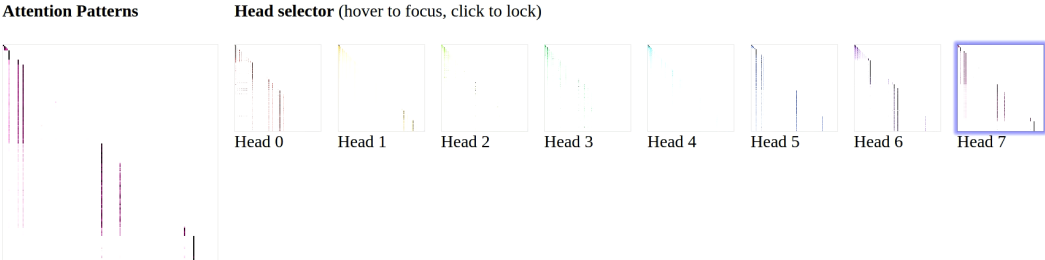 Attention Patterns
Head selector (hover to focus, click to lock)
Head 0
Head 1
Head 2
Head 3
Head 4
Head 5
Head 6
Head 7